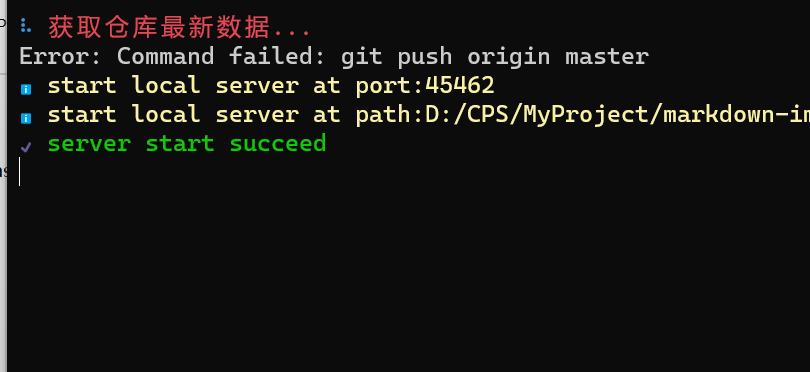 获取仓库最新数据...
Error: Command failed: git push origin master
start local server at port:45462
start local server at path:D:/CPS/MyProject/markdown-im
server start succeed